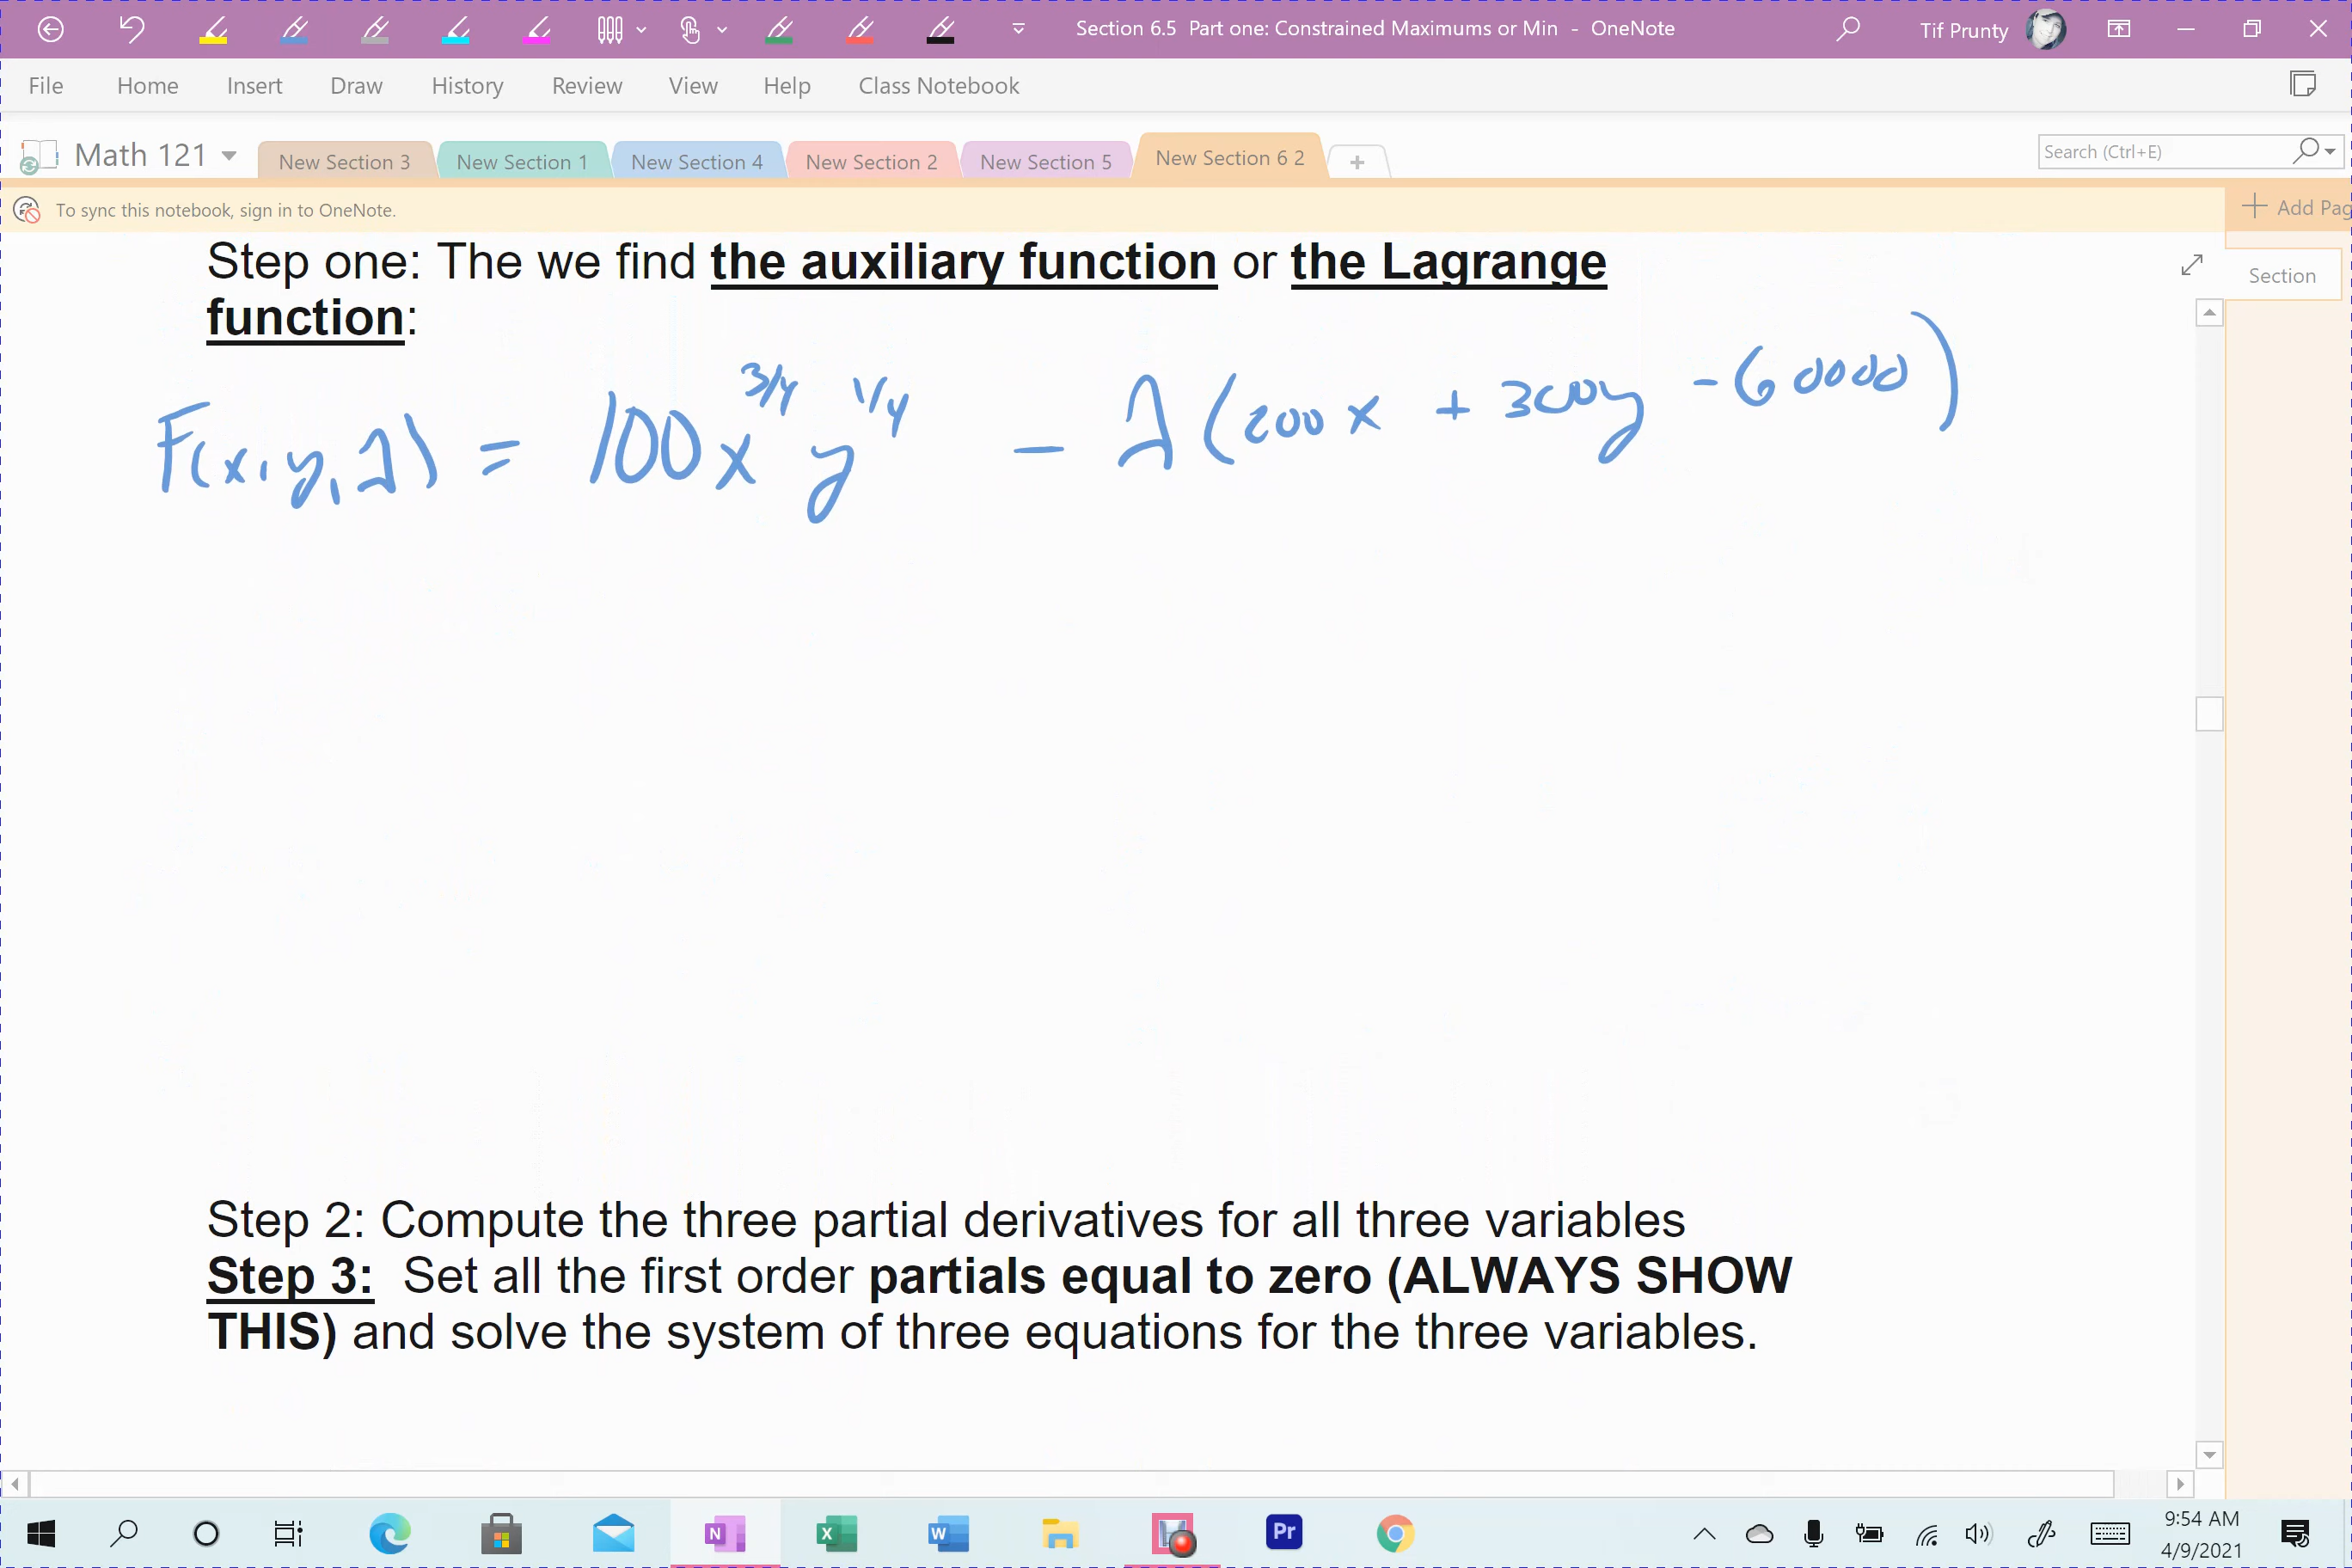 Section 6.5 Part one: Constrained Maximums or Min - OneNote
Tif Prunty
File Home Insert Draw History Review View Help Class Notebook
Math 121 New Section 3 New Section 1 New Section 4 New Section 2 New Section 5 New Section 6 2 +
Search (Ctrl+E)
To sync this notebook, sign in to OneNote.
Add Pag
Section
Step one: The we find the auxiliary function or the Lagrange
function:
F(x,y,λ) = 100x^3/4 y^1/4 - λ(200x + 300y - 60000)
Step 2: Compute the three partial derivatives for all three variables
Step 3: Set all the first order partials equal to zero (ALWAYS SHOW
THIS) and solve the system of three equations for the three variables.
N X W Pr
9:54 AM
4/9/2021